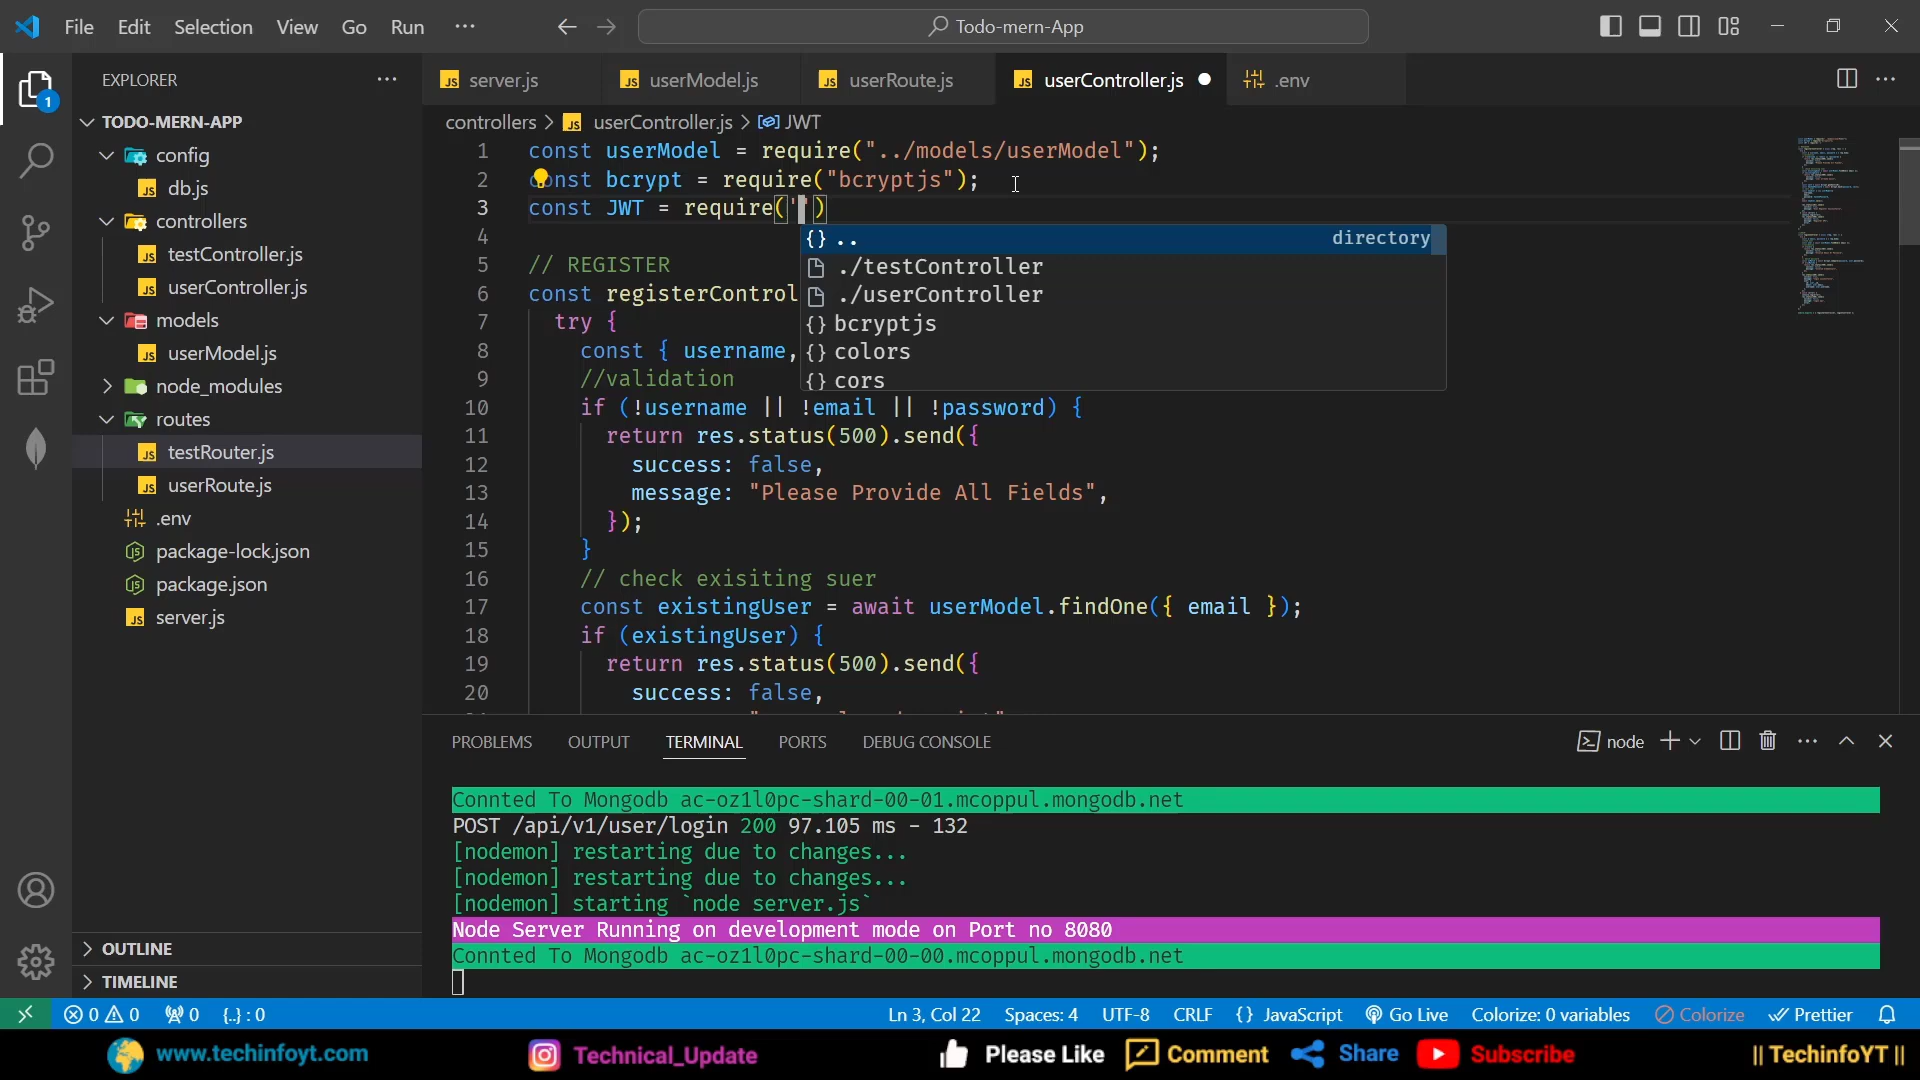 File Edit Selection View Go Run ···
Todo-mern-App
EXPLORER
server.js userModel.js userRoute.js userController.js .env
controllers > userController.js > JWT
TODO-MERN-APP
config
db.js
controllers
testController.js
userController.js
models
userModel.js
node_modules
routes
testRouter.js
userRoute.js
.env
package-lock.json
package.json
server.js
OUTLINE
TIMELINE
1
1 const userModel = require("../models/userModel");
2 const bcrypt = require("bcryptjs");
3 const JWT = require('')
4
5 // REGISTER
6 const registerControl
7 try {
8 const { username,
9 //validation
10 if (!username || !email || !password) {
11 return res.status(500).send({
12 success: false,
13 message: "Please Provide All Fields",
14 });
15 }
16 // check exisiting suer
17 const existingUser = await userModel.findOne({ email });
18 if (existingUser) {
19 return res.status(500).send({
20 success: false,
{} .. directory
./testController
./userController
{} bcryptjs
{} colors
{} cors
PROBLEMS OUTPUT TERMINAL PORTS DEBUG CONSOLE
node
Connted To Mongodb ac-oz1l0pc-shard-00-01.mcoppul.mongodb.net
POST /api/v1/user/login 200 97.105 ms - 132
[nodemon] restarting due to changes...
[nodemon] restarting due to changes...
[nodemon] starting `node server.js`
Node Server Running on development mode on Port no 8080
Connted To Mongodb ac-oz1l0pc-shard-00-00.mcoppul.mongodb.net
0 0 0 {..} : 0
Ln 3, Col 22 Spaces: 4 UTF-8 CRLF {} JavaScript Go Live Colorize: 0 variables Colorize Prettier
www.techinfoyt.com Technical_Update Please Like Comment Share Subscribe || TechinfoYT ||